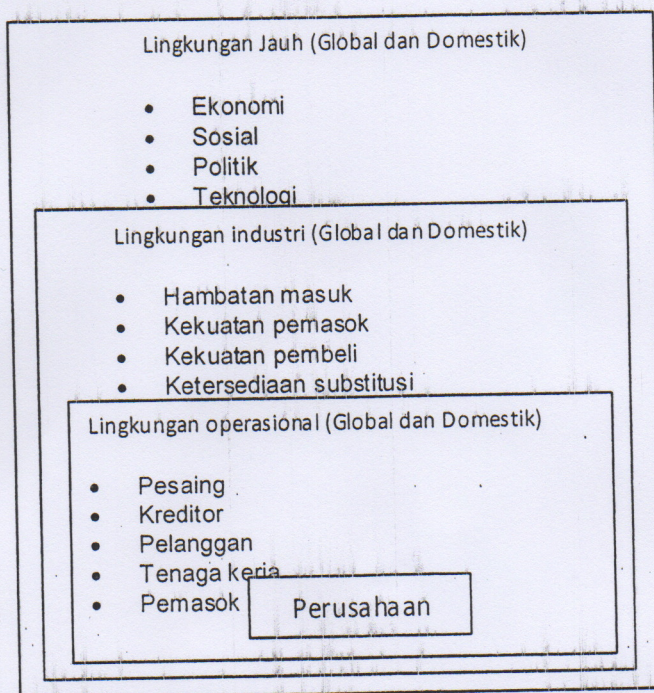 Lingkungan Jauh (Global dan Domestik)
• Ekonomi
• Sosial
• Politik
• Teknologi
Lingkungan industri (Global dan Domestik)
• Hambatan masuk
• Kekuatan pemasok
• Kekuatan pembeli
• Ketersediaan substitusi
Lingkungan operasional (Global dan Domestik)
• Pesaing
• Kreditor
• Pelanggan
• Tenaga kerja
• Pemasok
Perusahaan